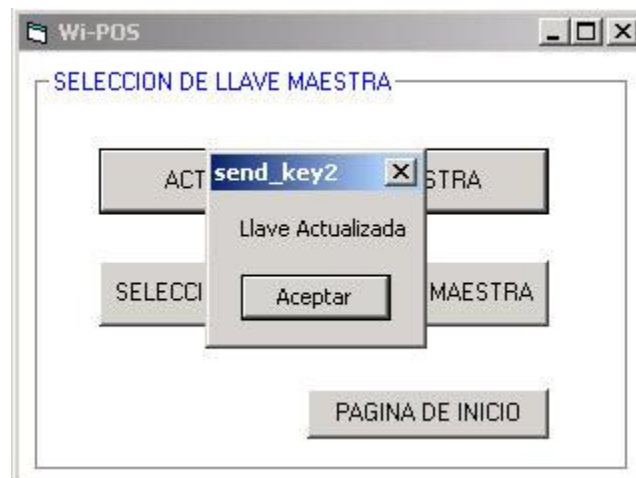 Wi-POS
SELECCION DE LLAVE MAESTRA
send_key2
ACT
STRA
Llave Actualizada
SELECCI
Aceptar
MAESTRA
PAGINA DE INICIO